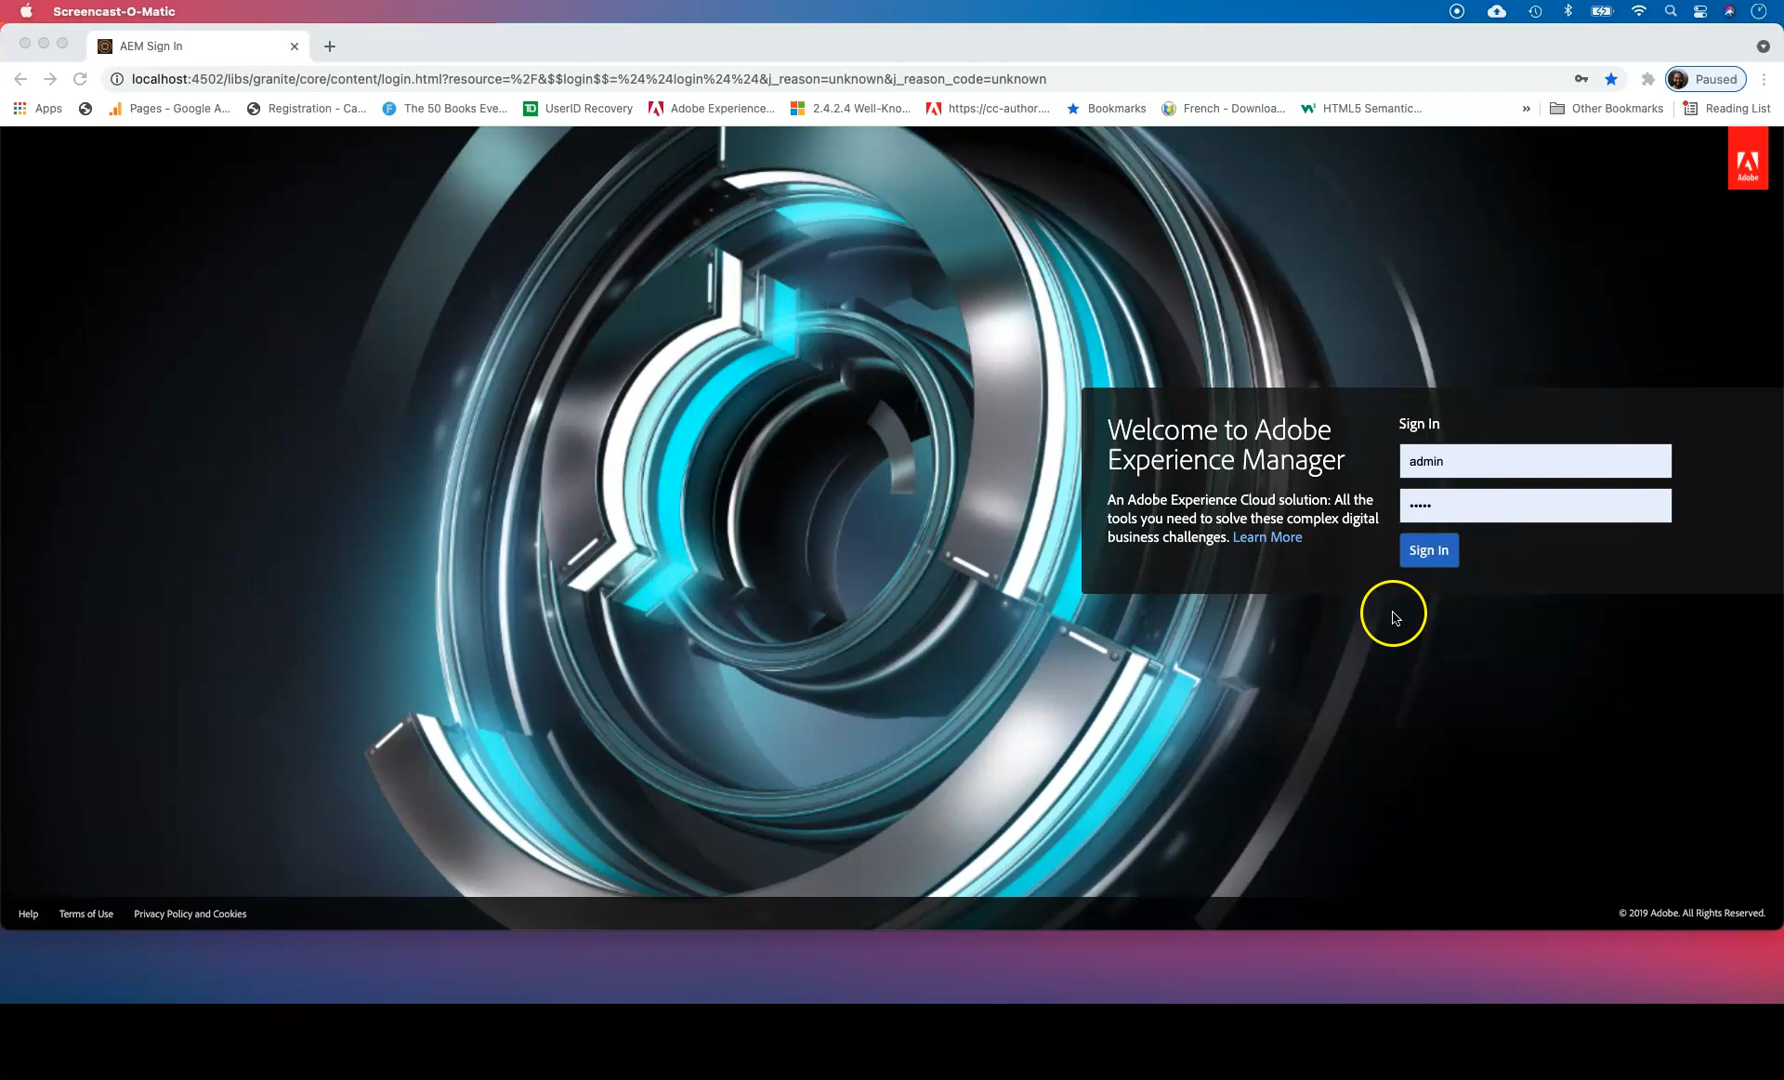 Screencast-O-Matic
AEM Sign In
localhost:4502/libs/granite/core/content/login.html?resource=%2F&$$login$$=%24%24login%24%24&j_reason=unknown&j_reason_code=unknown
Paused
Apps
Pages - Google A...
Registration - Ca...
The 50 Books Eve...
UserID Recovery
Adobe Experience...
2.4.2.4 Well-Kno...
https://cc-author....
Bookmarks
French - Downloa...
HTML5 Semantic...
»
Other Bookmarks
Reading List
Adobe
Welcome to Adobe
Experience Manager
An Adobe Experience Cloud solution: All the
tools you need to solve these complex digital
business challenges. Learn More
Sign In
admin
•••••
Sign In
Help
Terms of Use
Privacy Policy and Cookies
© 2019 Adobe. All Rights Reserved.